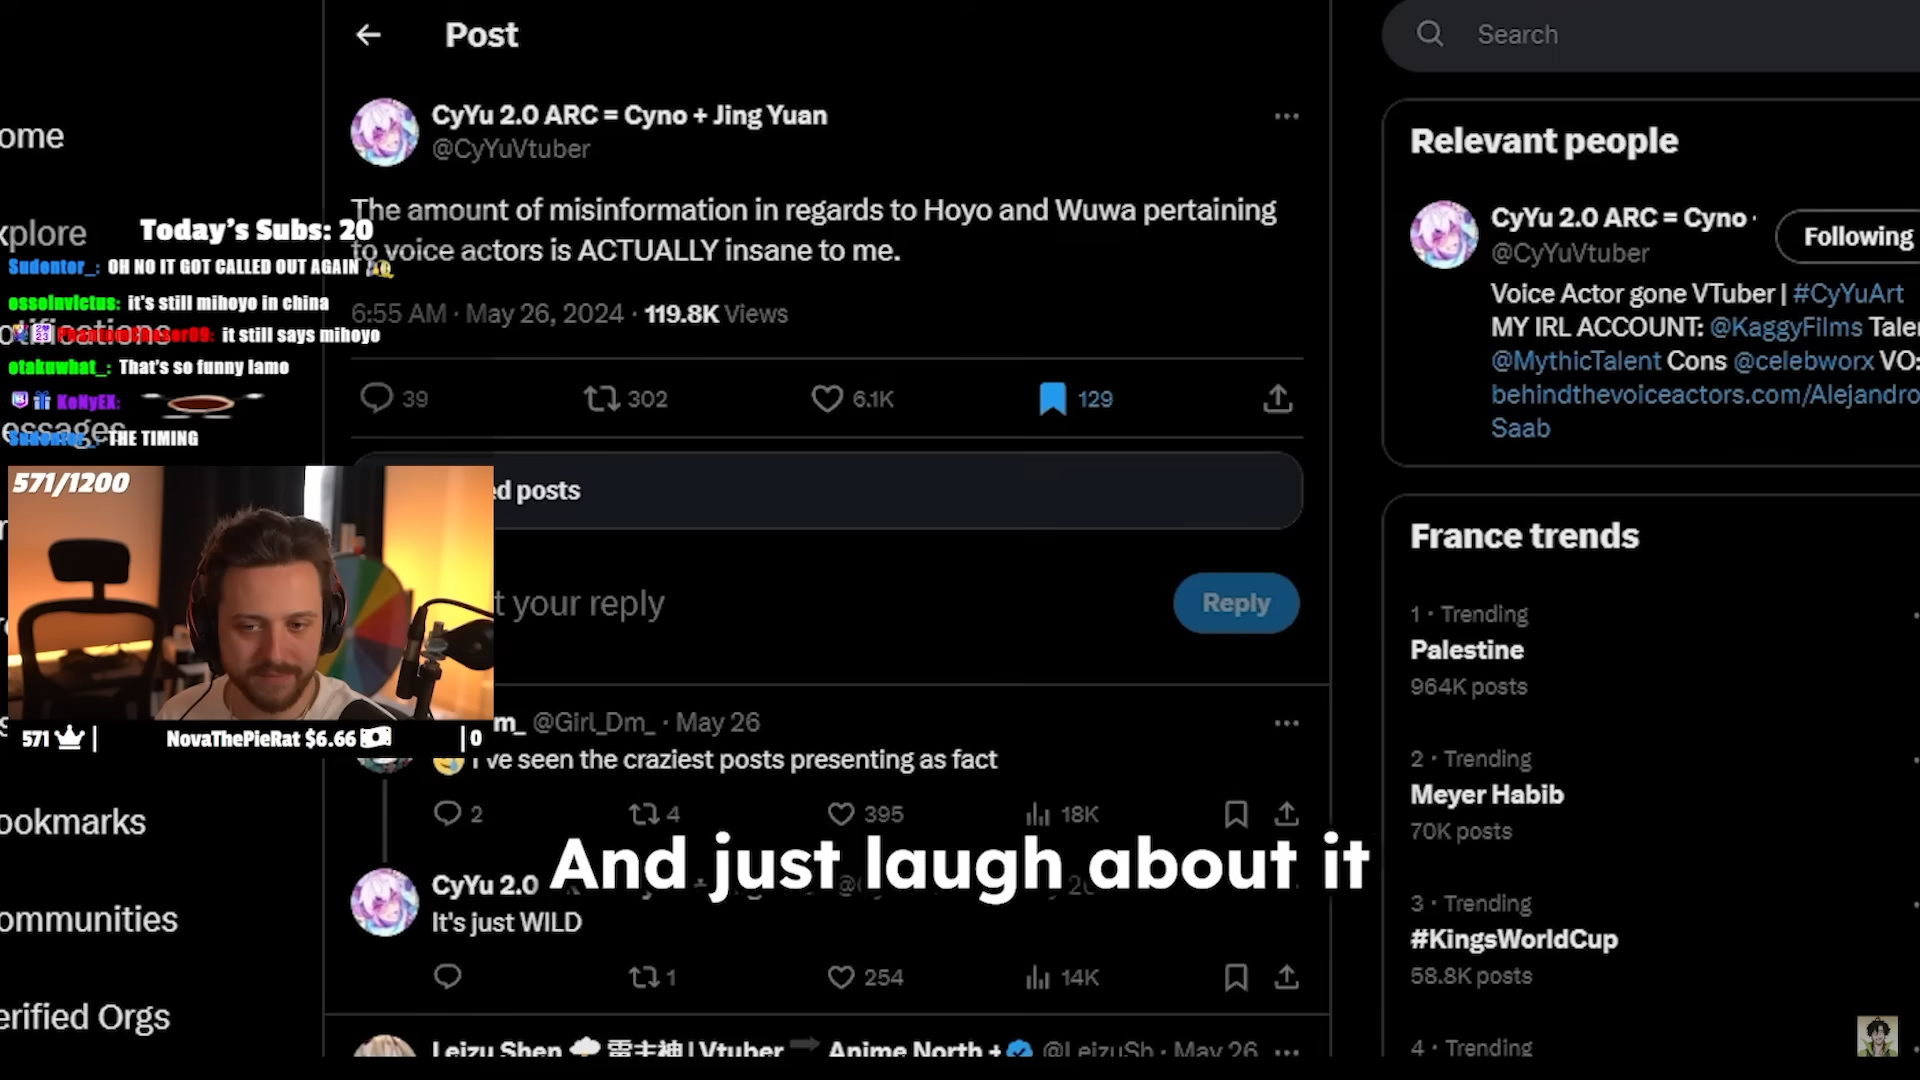 Post
Search
CyYu 2.0 ARC = Cyno + Jing Yuan
@CyYuVtuber
The amount of misinformation in regards to Hoyo and Wuwa pertaining
to voice actors is ACTUALLY insane to me.
6:55 AM · May 26, 2024 · 119.8K Views
39
302
6.1K
129
ed posts
t your reply
Reply
m_ @Girl_Dm_ · May 26
I've seen the craziest posts presenting as fact
2
4
395
18K
CyYu 2.0
It's just WILD
1
254
14K
Leizu Shen 雷主神 | Vtuber Anime North + @LeizuSh · May 26
ome
xplore
otifications
essages
ookmarks
ommunities
erified Orgs
Today's Subs: 20
Sudontor_: OH NO IT GOT CALLED OUT AGAIN
ossoinvictus: it's still mihoyo in china
it still says mihoyo
otakuwhat_: That's so funny lamo
KoNyEX:
Sudontor_: THE TIMING
571/1200
571
NovaThePieRat $6.66
0
And just laugh about it
Relevant people
CyYu 2.0 ARC = Cyno ·
@CyYuVtuber
Following
Voice Actor gone VTuber | #CyYuArt
MY IRL ACCOUNT: @KaggyFilms Taler
@MythicTalent Cons @celebworx VO:
behindthevoiceactors.com/Alejandro
Saab
France trends
1 · Trending
Palestine
964K posts
2 · Trending
Meyer Habib
70K posts
3 · Trending
#KingsWorldCup
58.8K posts
4 · Trending